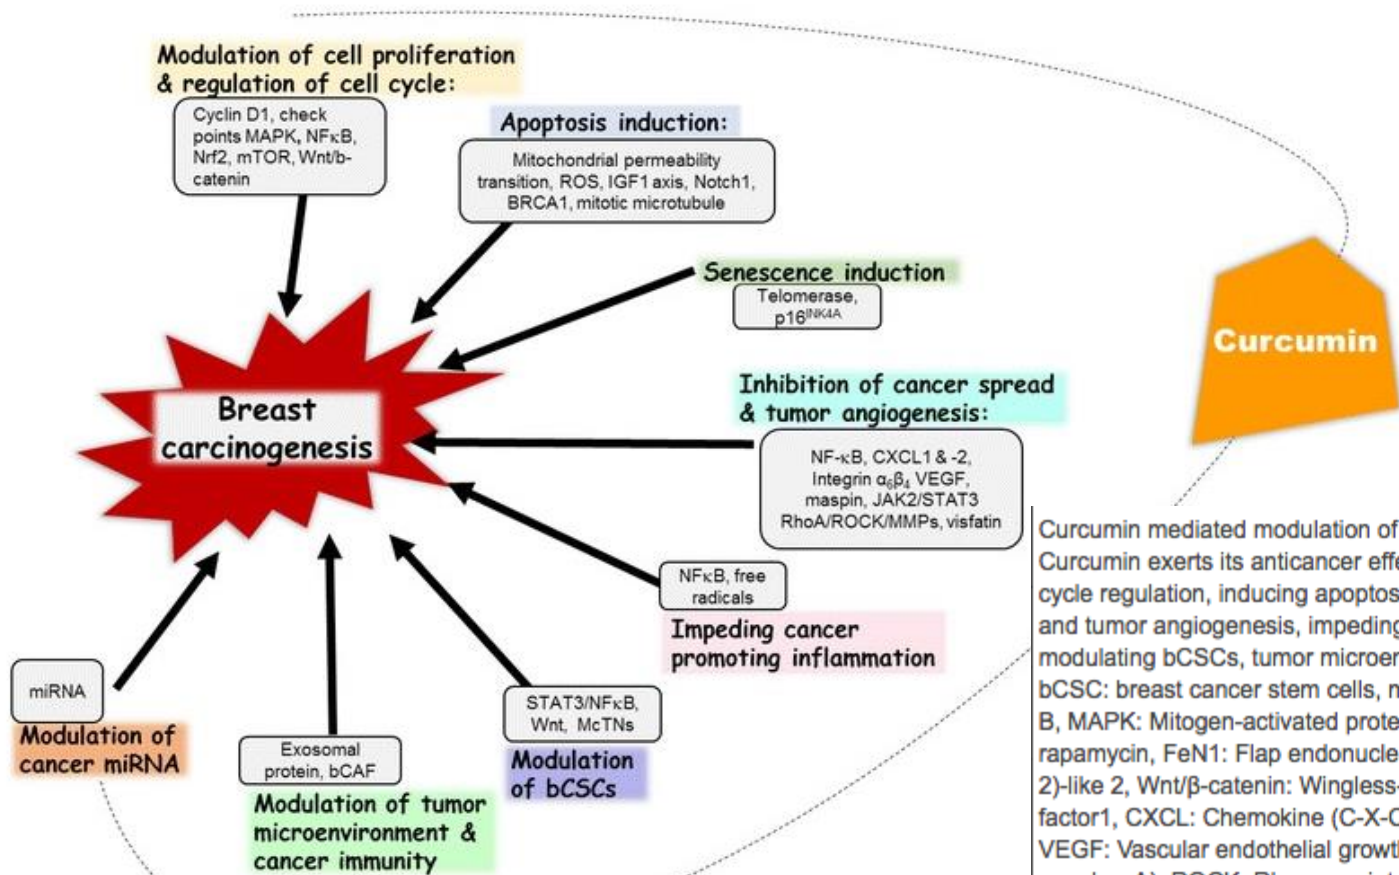 Modulation of cell proliferation
& regulation of cell cycle:
Cyclin D1, check
points MAPK, NFκB,
Nrf2, mTOR, Wnt/b-
catenin
Apoptosis induction:
Mitochondrial permeability
transition, ROS, IGF1 axis, Notch1,
BRCA1, mitotic microtubule
Senescence induction
Telomerase,
p16INK4A
Curcumin
Inhibition of cancer spread
& tumor angiogenesis:
NF-κB, CXCL1 & -2,
Integrin α6β4 VEGF,
maspin, JAK2/STAT3
RhoA/ROCK/MMPs, visfatin
Breast
carcinogenesis
NFκB, free
radicals
Impeding cancer
promoting inflammation
STAT3/NFκB,
Wnt, McTNs
Modulation
of bCSCs
Exosomal
protein, bCAF
Modulation of tumor
microenvironment &
cancer immunity
miRNA
Modulation of
cancer miRNA
Curcumin mediated modulation of
Curcumin exerts its anticancer effe
cycle regulation, inducing apoptos
and tumor angiogenesis, impeding
modulating bCSCs, tumor microer
bCSC: breast cancer stem cells,
B, MAPK: Mitogen-activated prote
rapamycin, FeN1: Flap endonucle
2)-like 2, Wnt/β-catenin: Wingless-
factor1, CXCL: Chemokine (C-X-C
VEGF: Vascular endothelial growth